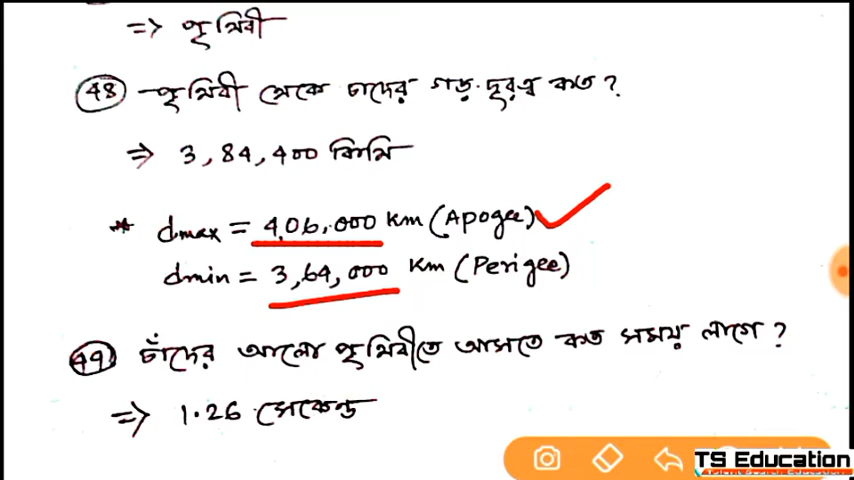 => পৃথিবী
48 পৃথিবী থেকে চাদের গড় দূরত্ব কত?
=> 3,84,400 কিমি
* dmax = 4,06,000 km (Apogee)
dmin = 3,64,000 km (Perigee)
49 চাঁদের আলো পৃথিবীতে আসতে কত সময় লাগে?
=> 1.26 সেকেন্ড
TS Education